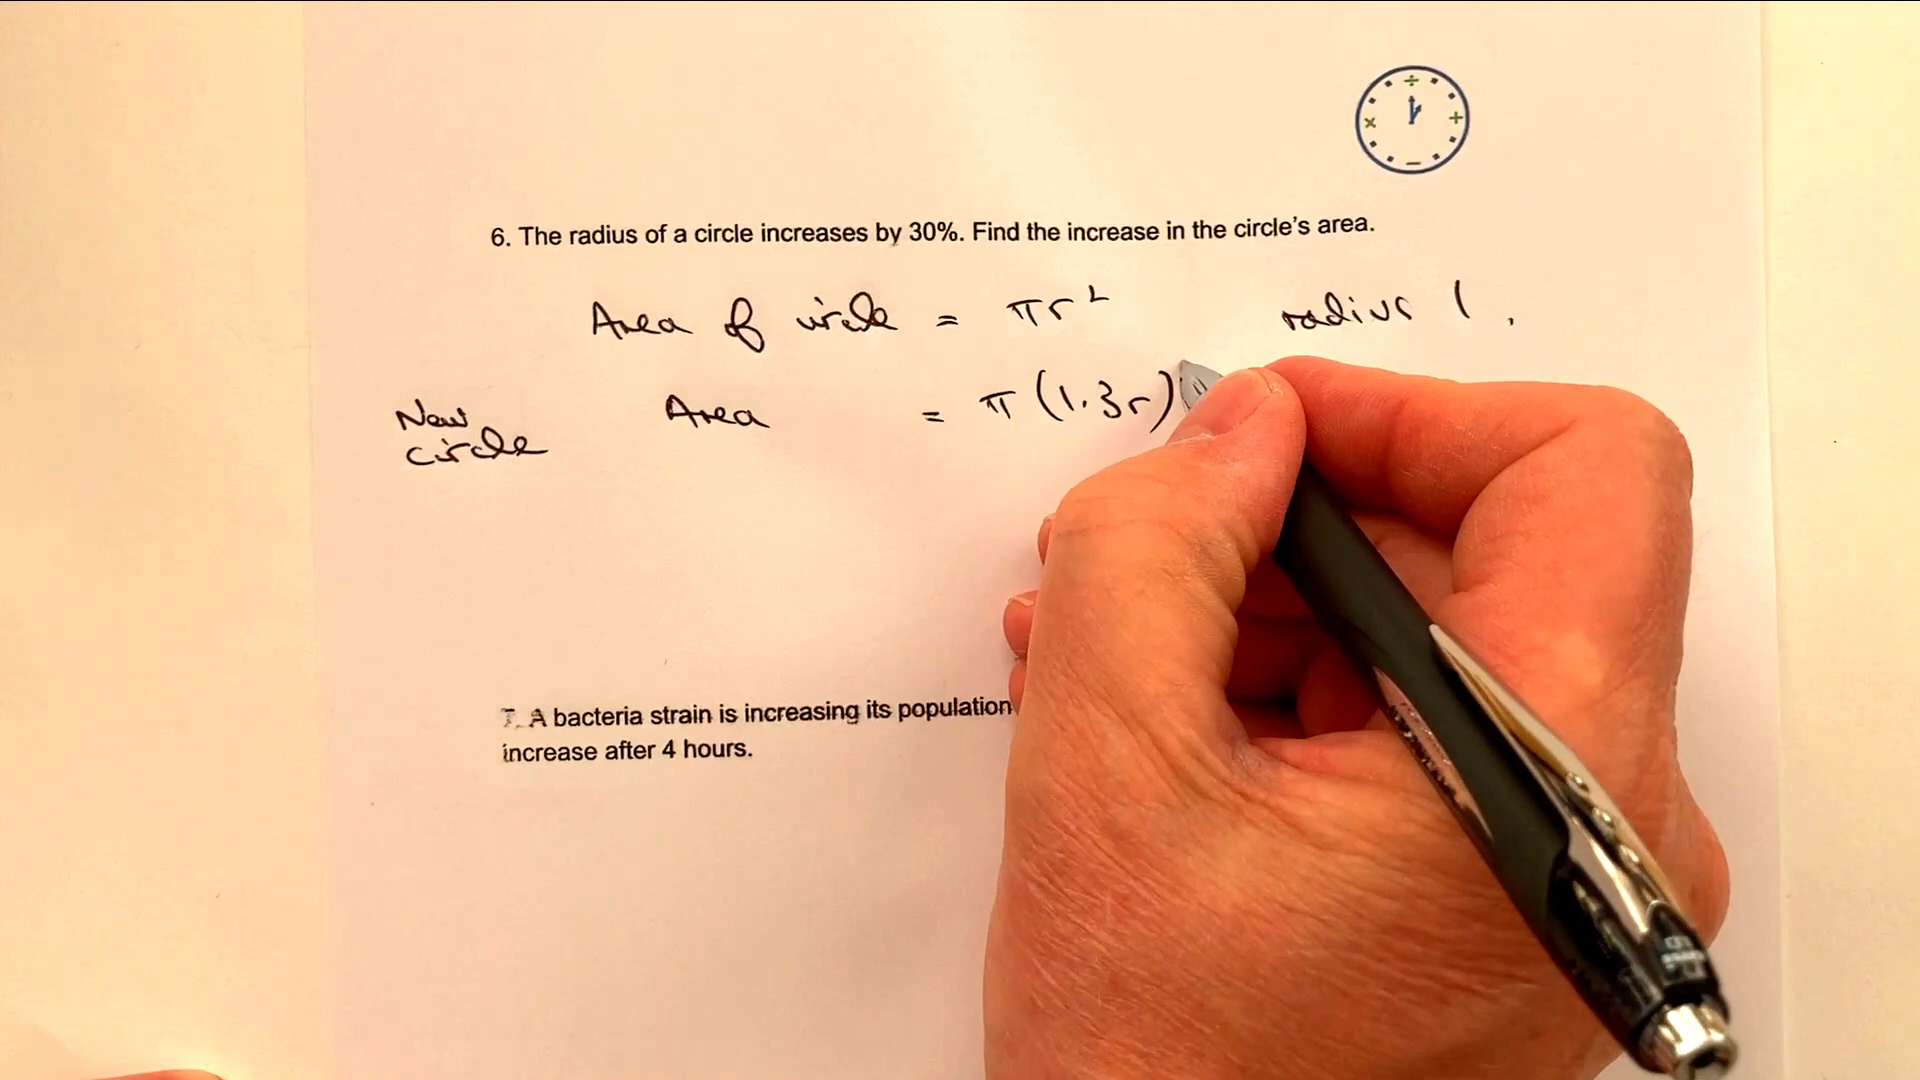 6. The radius of a circle increases by 30%. Find the increase in the circle's area.
Area of circle = πr² radius 1.
New circle Area = π(1.3r)
7. A bacteria strain is increasing its population
increase after 4 hours.